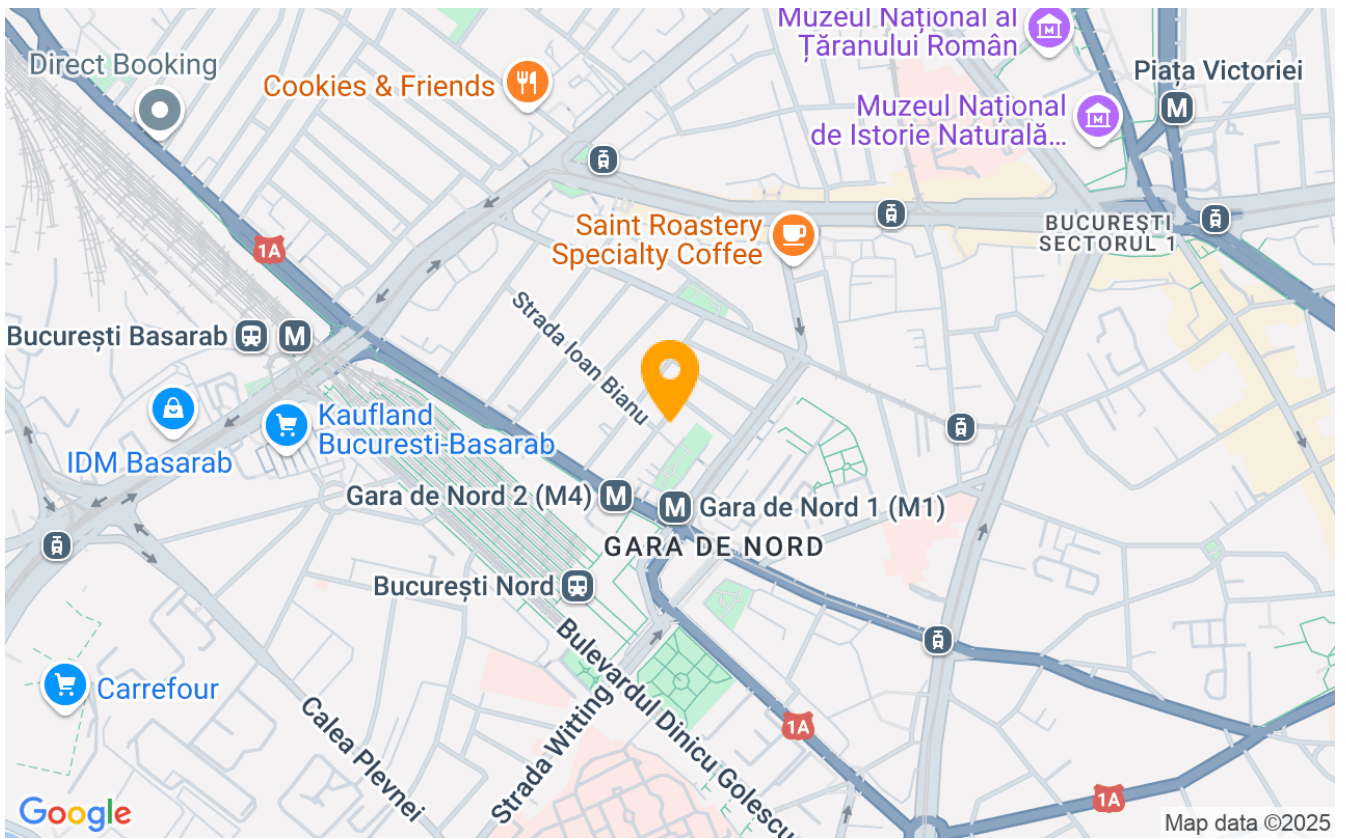 Muzeul Național al
Țăranului Român
Direct Booking
Piața Victoriei
M
Cookies & Friends
Muzeul Național
de Istorie Naturală...
Saint Roastery
Specialty Coffee
BUCUREȘTI
SECTORUL 1
1A
Strada Ioan Bianu
București Basarab
M
Kaufland
Bucuresti-Basarab
IDM Basarab
Gara de Nord 2 (M4)
M
M
Gara de Nord 1 (M1)
GARA DE NORD
București Nord
Bulevardul Dinicu Golescu
Carrefour
Calea Plevnei
Strada Witting
1A
1A
Google
Map data ©2025